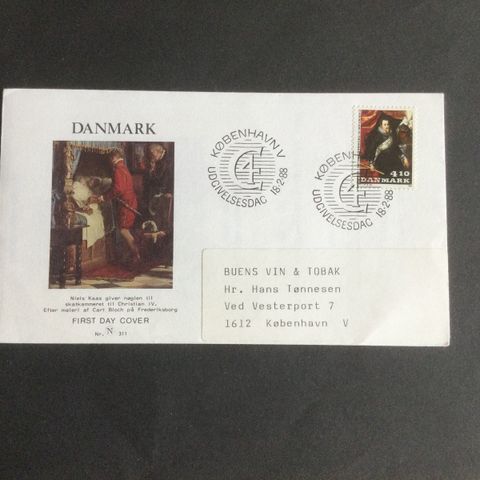 DANMARK
Niels Kaas giver nøglen til
skatkammeret til Christian IV.
Efter maleri af Carl Bloch på Frederiksborg
FIRST DAY COVER
Nr. N 311
KØBENHAVN V
UDGIVELSESDAG 18.2.88
KØBENHAVN V
UDGIVELSESDAG 18.2.88
4.10
DANMARK
BUENS VIN & TOBAK
Hr. Hans Tønnesen
Ved Vesterport 7
1612 København V